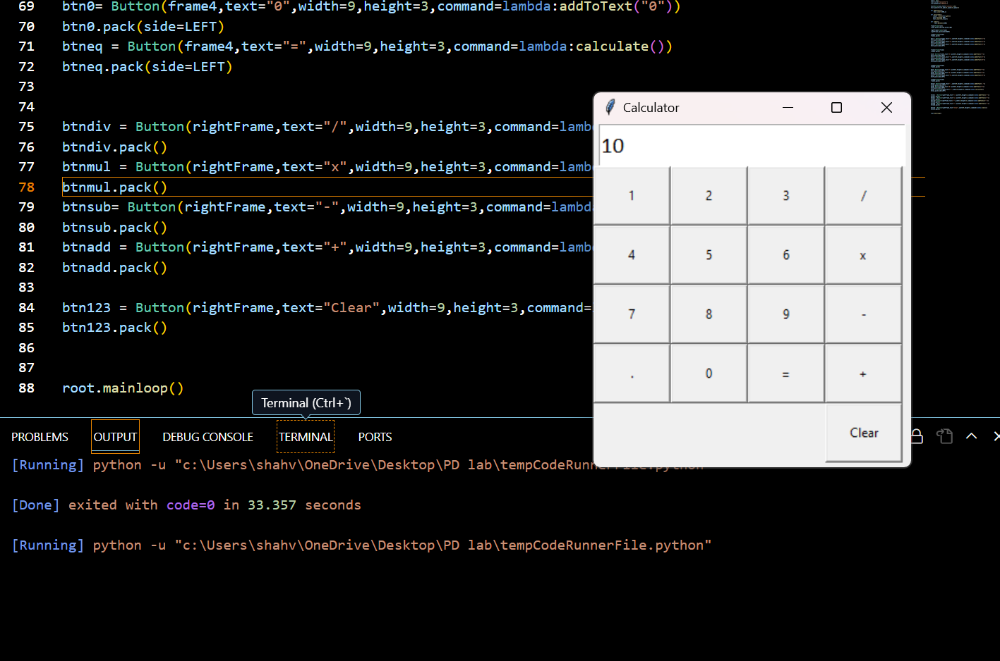 69 btn0= Button(frame4,text="0",width=9,height=3,command=lambda:addToText("0"))
70 btn0.pack(side=LEFT)
71 btneq = Button(frame4,text="=",width=9,height=3,command=lambda:calculate())
72 btneq.pack(side=LEFT)
73
74
75 btndiv = Button(rightFrame,text="/",width=9,height=3,command=lamb
76 btndiv.pack()
77 btnmul = Button(rightFrame,text="x",width=9,height=3,command=lamb
78 btnmul.pack()
79 btnsub= Button(rightFrame,text="-",width=9,height=3,command=lambd
80 btnsub.pack()
81 btnadd = Button(rightFrame,text="+",width=9,height=3,command=lamb
82 btnadd.pack()
83
84 btn123 = Button(rightFrame,text="Clear",width=9,height=3,command=
85 btn123.pack()
86
87
88 root.mainloop()
Calculator
10
1 2 3 /
4 5 6 x
7 8 9 -
. 0 = +
Clear
Terminal (Ctrl+`)
PROBLEMS OUTPUT DEBUG CONSOLE TERMINAL PORTS
[Running] python -u "c:\Users\shahv\OneDrive\Desktop\PD lab\tempCodeRunnerFile.python"
[Done] exited with code=0 in 33.357 seconds
[Running] python -u "c:\Users\shahv\OneDrive\Desktop\PD lab\tempCodeRunnerFile.python"